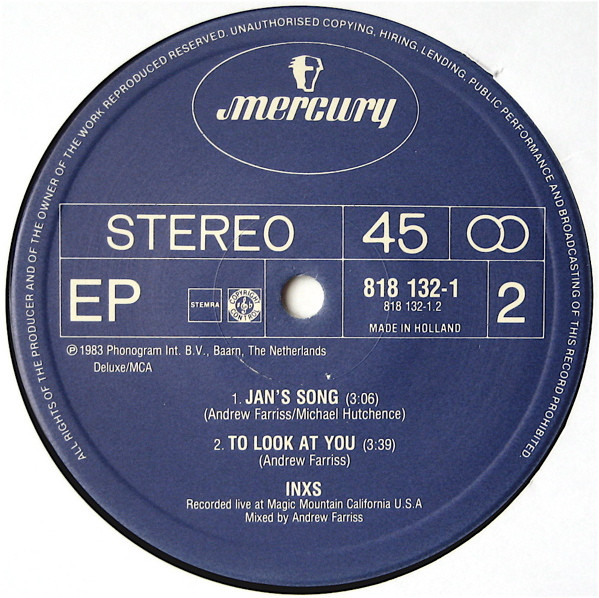 ALL RIGHTS OF THE PRODUCER AND OF THE OWNER OF THE WORK REPRODUCED RESERVED. UNAUTHORISED COPYING, HIRING, LENDING, PUBLIC PERFORMANCE AND BROADCASTING OF THIS RECORD PROHIBITED.
mercury
STEREO 45
EP STEMRA COPYRIGHT CONTROL 818 132-1 2
818 132-1.2
MADE IN HOLLAND
℗ 1983 Phonogram Int. B.V., Baarn, The Netherlands
Deluxe/MCA
1. JAN'S SONG (3:06)
(Andrew Farriss/Michael Hutchence)
2. TO LOOK AT YOU (3:39)
(Andrew Farriss)
INXS
Recorded live at Magic Mountain California U.S.A
Mixed by Andrew Farriss